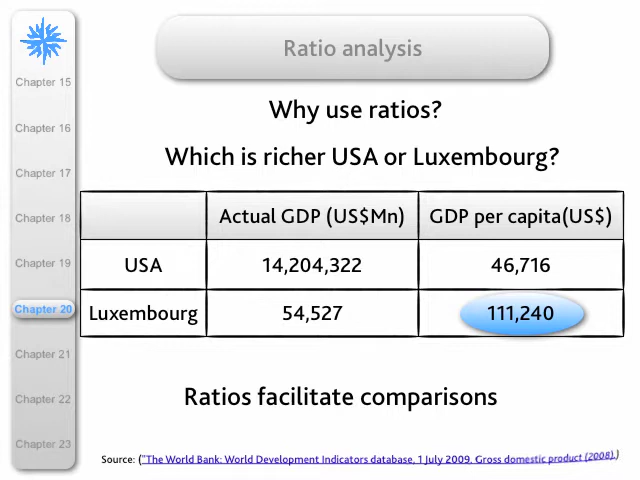 Ratio analysis
Chapter 15
Chapter 16
Chapter 17
Chapter 18
Chapter 19
Chapter 20
Chapter 21
Chapter 22
Chapter 23
Why use ratios?
Which is richer USA or Luxembourg?
Actual GDP (US$Mn) GDP per capita(US$)
USA 14,204,322 46,716
Luxembourg 54,527 111,240
Ratios facilitate comparisons
Source: ("The World Bank: World Development Indicators database, 1 July 2009. Gross domestic product (2008).)